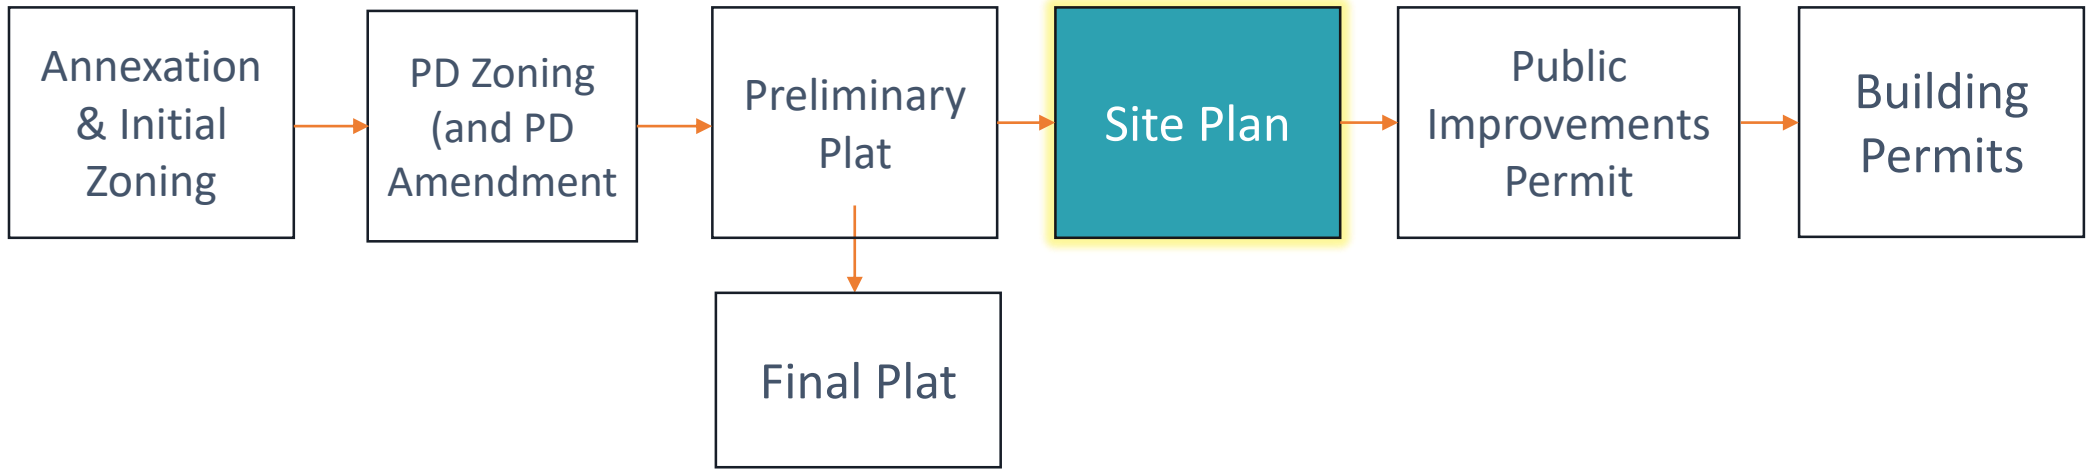 Annexation
& Initial
Zoning
PD Zoning
(and PD
Amendment
Preliminary
Plat
Site Plan
Public
Improvements
Permit
Building
Permits
Final Plat